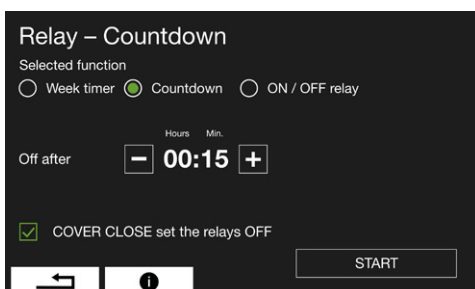 Relay – Countdown
Selected function
Week timer Countdown ON / OFF relay
Hours Min.
Off after − 00:15 +
COVER CLOSE set the relays OFF
START